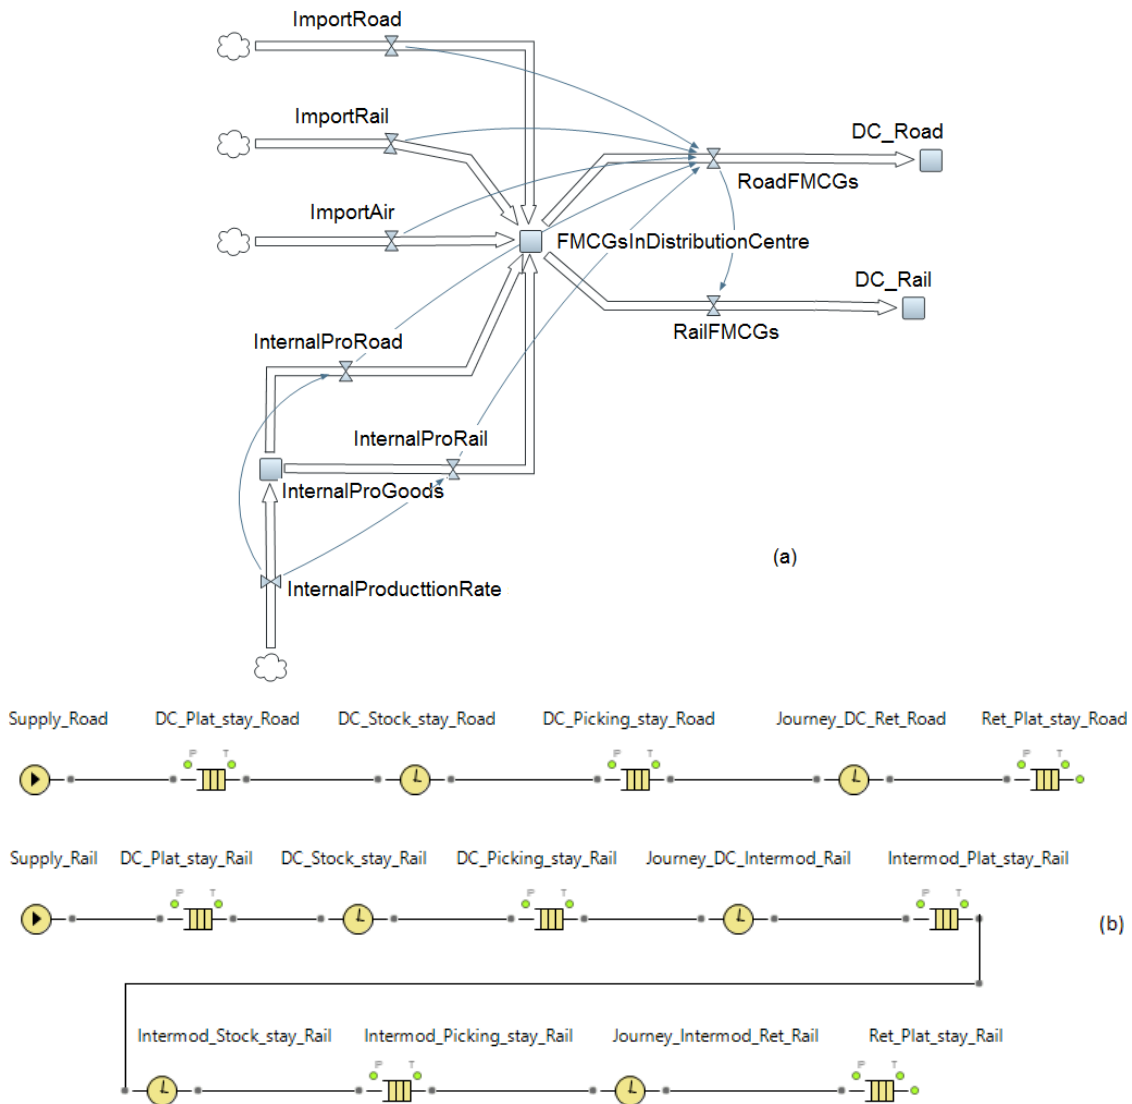 ImportRoad
ImportRail
DC_Road
RoadFMCGs
ImportAir
FMCGsInDistributionCentre
DC_Rail
RailFMCGs
InternalProRoad
InternalProRail
InternalProGoods
(a)
InternalProducttionRate
Supply_Road DC_Plat_stay_Road DC_Stock_stay_Road DC_Picking_stay_Road Journey_DC_Ret_Road Ret_Plat_stay_Road
P T P T P T
Supply_Rail DC_Plat_stay_Rail DC_Stock_stay_Rail DC_Picking_stay_Rail Journey_DC_Intermod_Rail Intermod_Plat_stay_Rail
P T P T P T
(b)
Intermod_Stock_stay_Rail Intermod_Picking_stay_Rail Journey_Intermod_Ret_Rail Ret_Plat_stay_Rail
P T P T